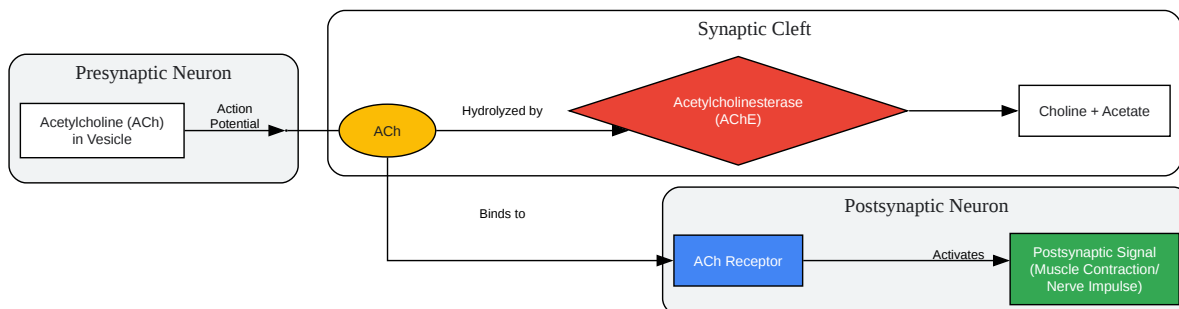 Synaptic Cleft
Presynaptic Neuron
Acetylcholine (ACh)
in Vesicle
Action
Potential
ACh
Hydrolyzed by
Acetylcholinesterase
(AChE)
Choline + Acetate
Binds to
Postsynaptic Neuron
ACh Receptor
Activates
Postsynaptic Signal
(Muscle Contraction/
Nerve Impulse)